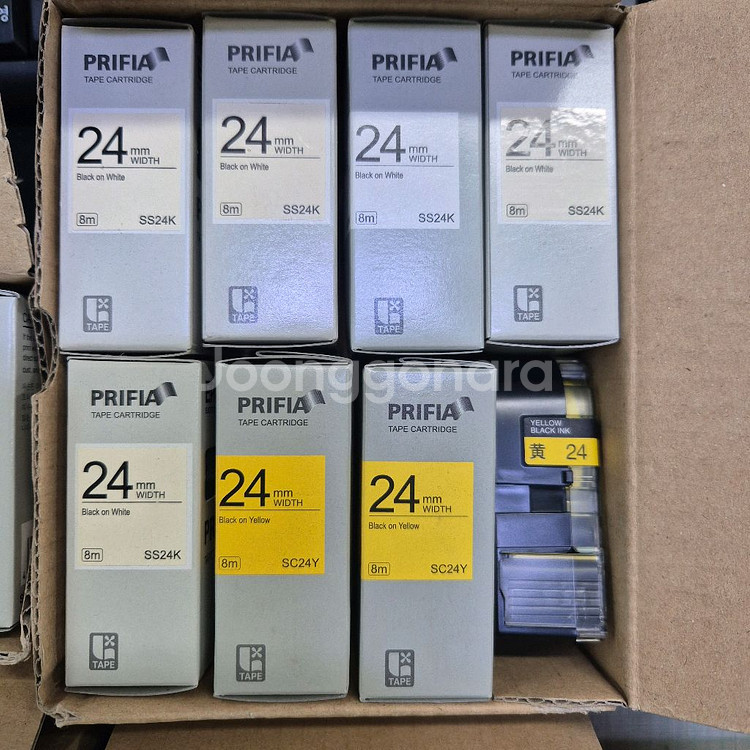 PRIFIA
TAPE CARTRIDGE
24 mm WIDTH
Black on White
8m SS24K
TAPE
PRIFIA
TAPE CARTRIDGE
24 mm WIDTH
Black on White
8m SS24K
TAPE
PRIFIA
TAPE CARTRIDGE
24 mm WIDTH
Black on White
8m SS24K
TAPE
PRIFIA
TAPE CARTRIDGE
24 mm WIDTH
Black on White
8m SS24K
TAPE
Joonggonara
PRIFIA
TAPE CARTRIDGE
24 mm WIDTH
Black on White
8m SS24K
TAPE
PRIFIA
TAPE CARTRIDGE
24 mm WIDTH
Black on Yellow
8m SC24Y
TAPE
PRIFIA
TAPE CARTRIDGE
24 mm WIDTH
Black on Yellow
8m SC24Y
TAPE
YELLOW
BLACK INK
黄 24